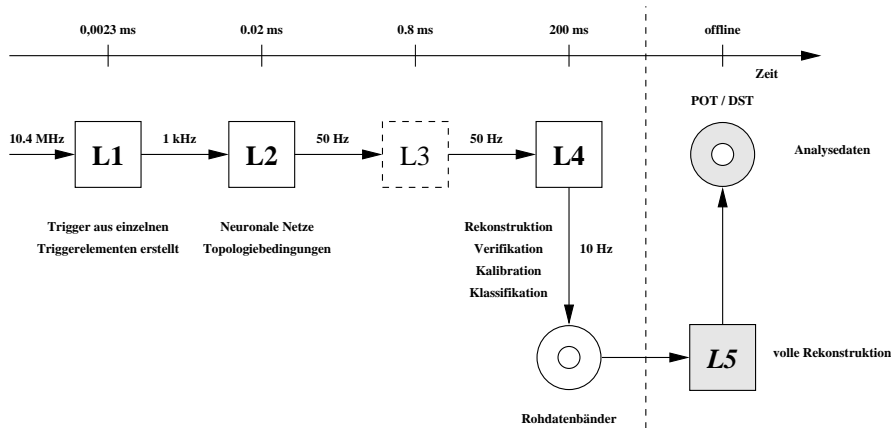 0,0023 ms
0.02 ms
0.8 ms
200 ms
offline
Zeit
POT / DST
10.4 MHz
L1
1 kHz
L2
50 Hz
L3
50 Hz
L4
Analysedaten
Trigger aus einzelnen
Triggerelementen erstellt
Neuronale Netze
Topologiebedingungen
Rekonstruktion
Verifikation
Kalibration
Klassifikation
10 Hz
L5
volle Rekonstruktion
Rohdatenbänder